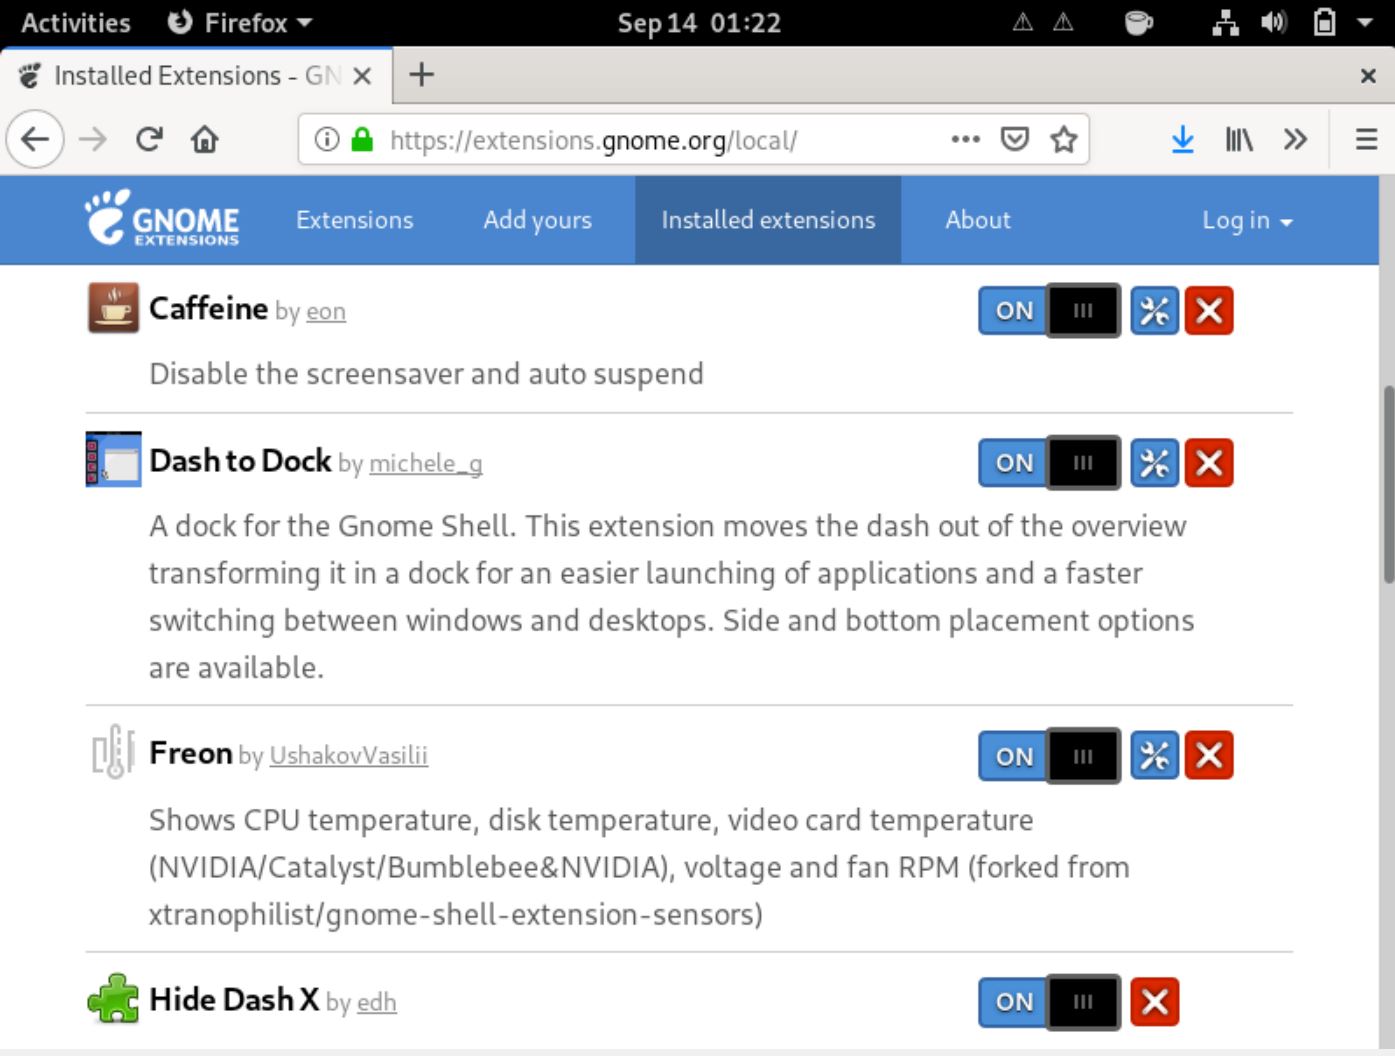 Activities Firefox Sep 14 01:22
Installed Extensions - GN
https://extensions.gnome.org/local/
GNOME
EXTENSIONS
Extensions Add yours Installed extensions About Log in
Caffeine by eon ON
Disable the screensaver and auto suspend
Dash to Dock by michele_g ON
A dock for the Gnome Shell. This extension moves the dash out of the overview
transforming it in a dock for an easier launching of applications and a faster
switching between windows and desktops. Side and bottom placement options
are available.
Freon by UshakovVasilii ON
Shows CPU temperature, disk temperature, video card temperature
(NVIDIA/Catalyst/Bumblebee&NVIDIA), voltage and fan RPM (forked from
xtranophilist/gnome-shell-extension-sensors)
Hide Dash X by edh ON